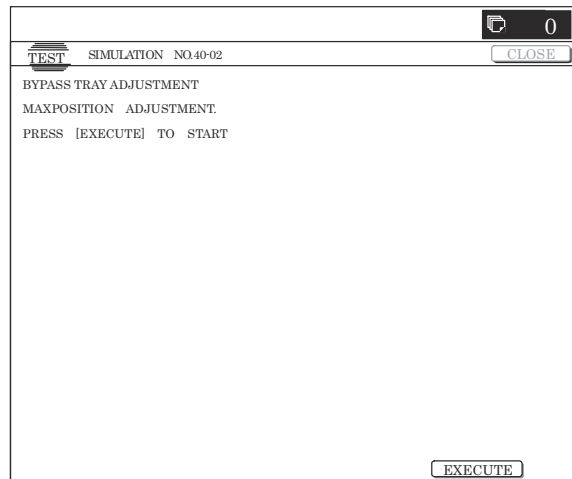 0
TEST SIMULATION NO.40-02 CLOSE
BYPASS TRAY ADJUSTMENT
MAXPOSITION ADJUSTMENT.
PRESS [EXECUTE] TO START
EXECUTE